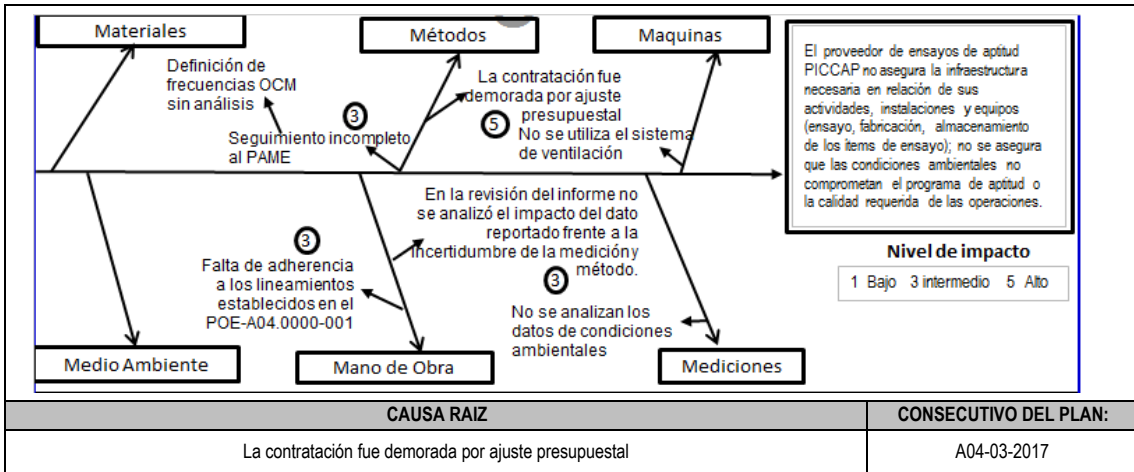 Materiales
Métodos
Maquinas
Definición de
frecuencias OCM
sin análisis
3
Seguimiento incompleto
al PAME
La contratación fue
demorada por ajuste
presupuestal
5
No se utiliza el sistema
de ventilación
El proveedor de ensayos de aptitud
PICCAP no asegura la infraestructura
necesaria en relación de sus
actividades, instalaciones y equipos
(ensayo, fabricación, almacenamiento
de los ítems de ensayo); no se asegura
que las condiciones ambientales no
comprometan el programa de aptitud o
la calidad requerida de las operaciones.
En la revisión del informe no
se analizó el impacto del dato
reportado frente a la
incertidumbre de la medición y
método.
3
Falta de adherencia
a los lineamientos
establecidos en el
POE-A04.0000-001
3
No se analizan los
datos de condiciones
ambientales
Nivel de impacto
1 Bajo 3 intermedio 5 Alto
Medio Ambiente
Mano de Obra
Mediciones
CAUSA RAIZ
CONSECUTIVO DEL PLAN:
La contratación fue demorada por ajuste presupuestal
A04-03-2017